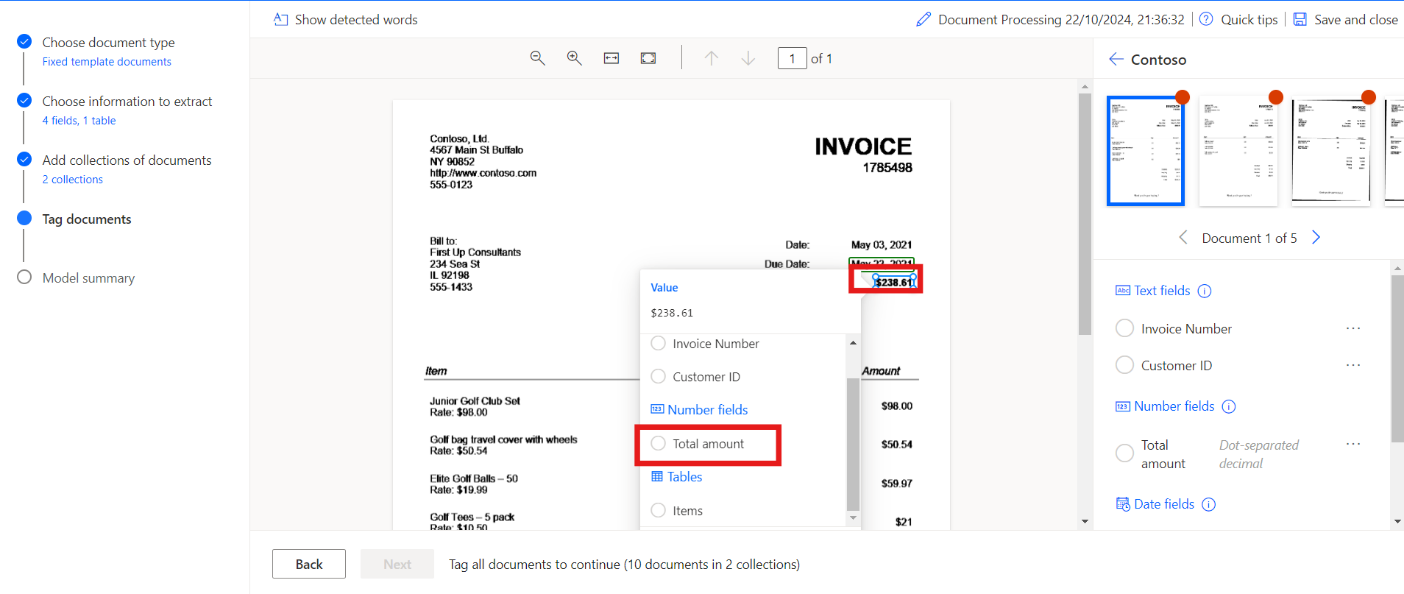 Show detected words
Document Processing 22/10/2024, 21:36:32
Quick tips
Save and close
Choose document type
Fixed template documents
Choose information to extract
4 fields, 1 table
Add collections of documents
2 collections
Tag documents
Model summary
1 of 1
Contoso, Ltd.
4567 Main St Buffalo
NY 90852
http://www.contoso.com
555-0123
INVOICE
1785498
Bill to:
First Up Consultants
234 Sea St
IL 92198
555-1433
Date: May 03, 2021
Due Date: May 23, 2021
$238.61
Value
$238.61
Invoice Number
Customer ID
Number fields
Total amount
Tables
Items
Item
Amount
Junior Golf Club Set
Rate: $98.00
$98.00
Golf bag travel cover with wheels
Rate: $50.54
$50.54
Elite Golf Balls – 50
Rate: $19.99
$59.97
Golf Tees – 5 pack
Rate: $10.50
$21
Contoso
Document 1 of 5
Abc Text fields
Invoice Number
Customer ID
123 Number fields
Total amount
Dot-separated decimal
Date fields
Back
Next
Tag all documents to continue (10 documents in 2 collections)